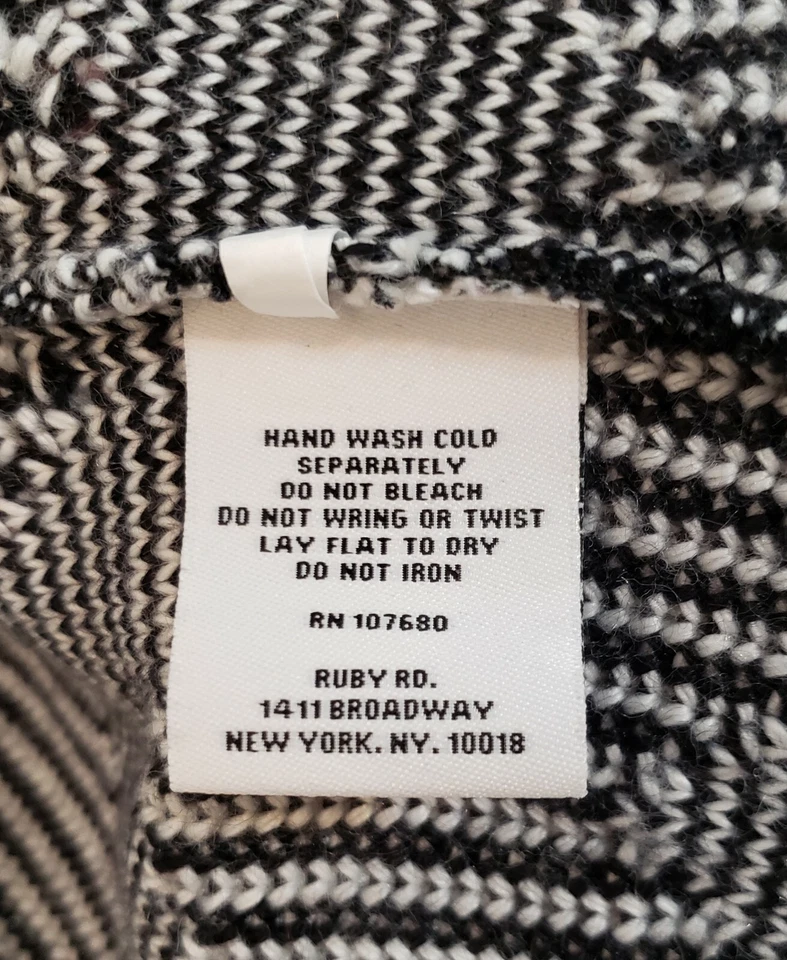 HAND WASH COLD
SEPARATELY
DO NOT BLEACH
DO NOT WRING OR TWIST
LAY FLAT TO DRY
DO NOT IRON
RN 107680
RUBY RD.
1411 BROADWAY
NEW YORK. NY. 10018